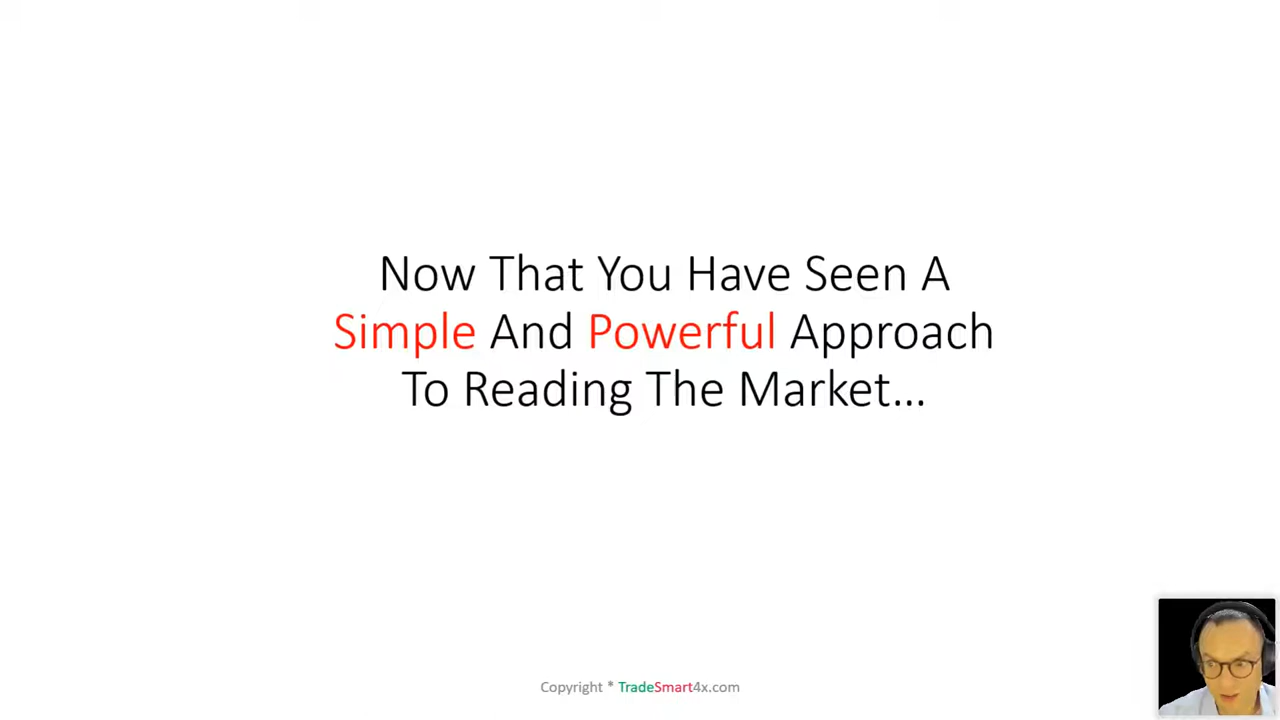 Now That You Have Seen A
Simple And Powerful Approach
To Reading The Market...
Copyright * TradeSmart4x.com